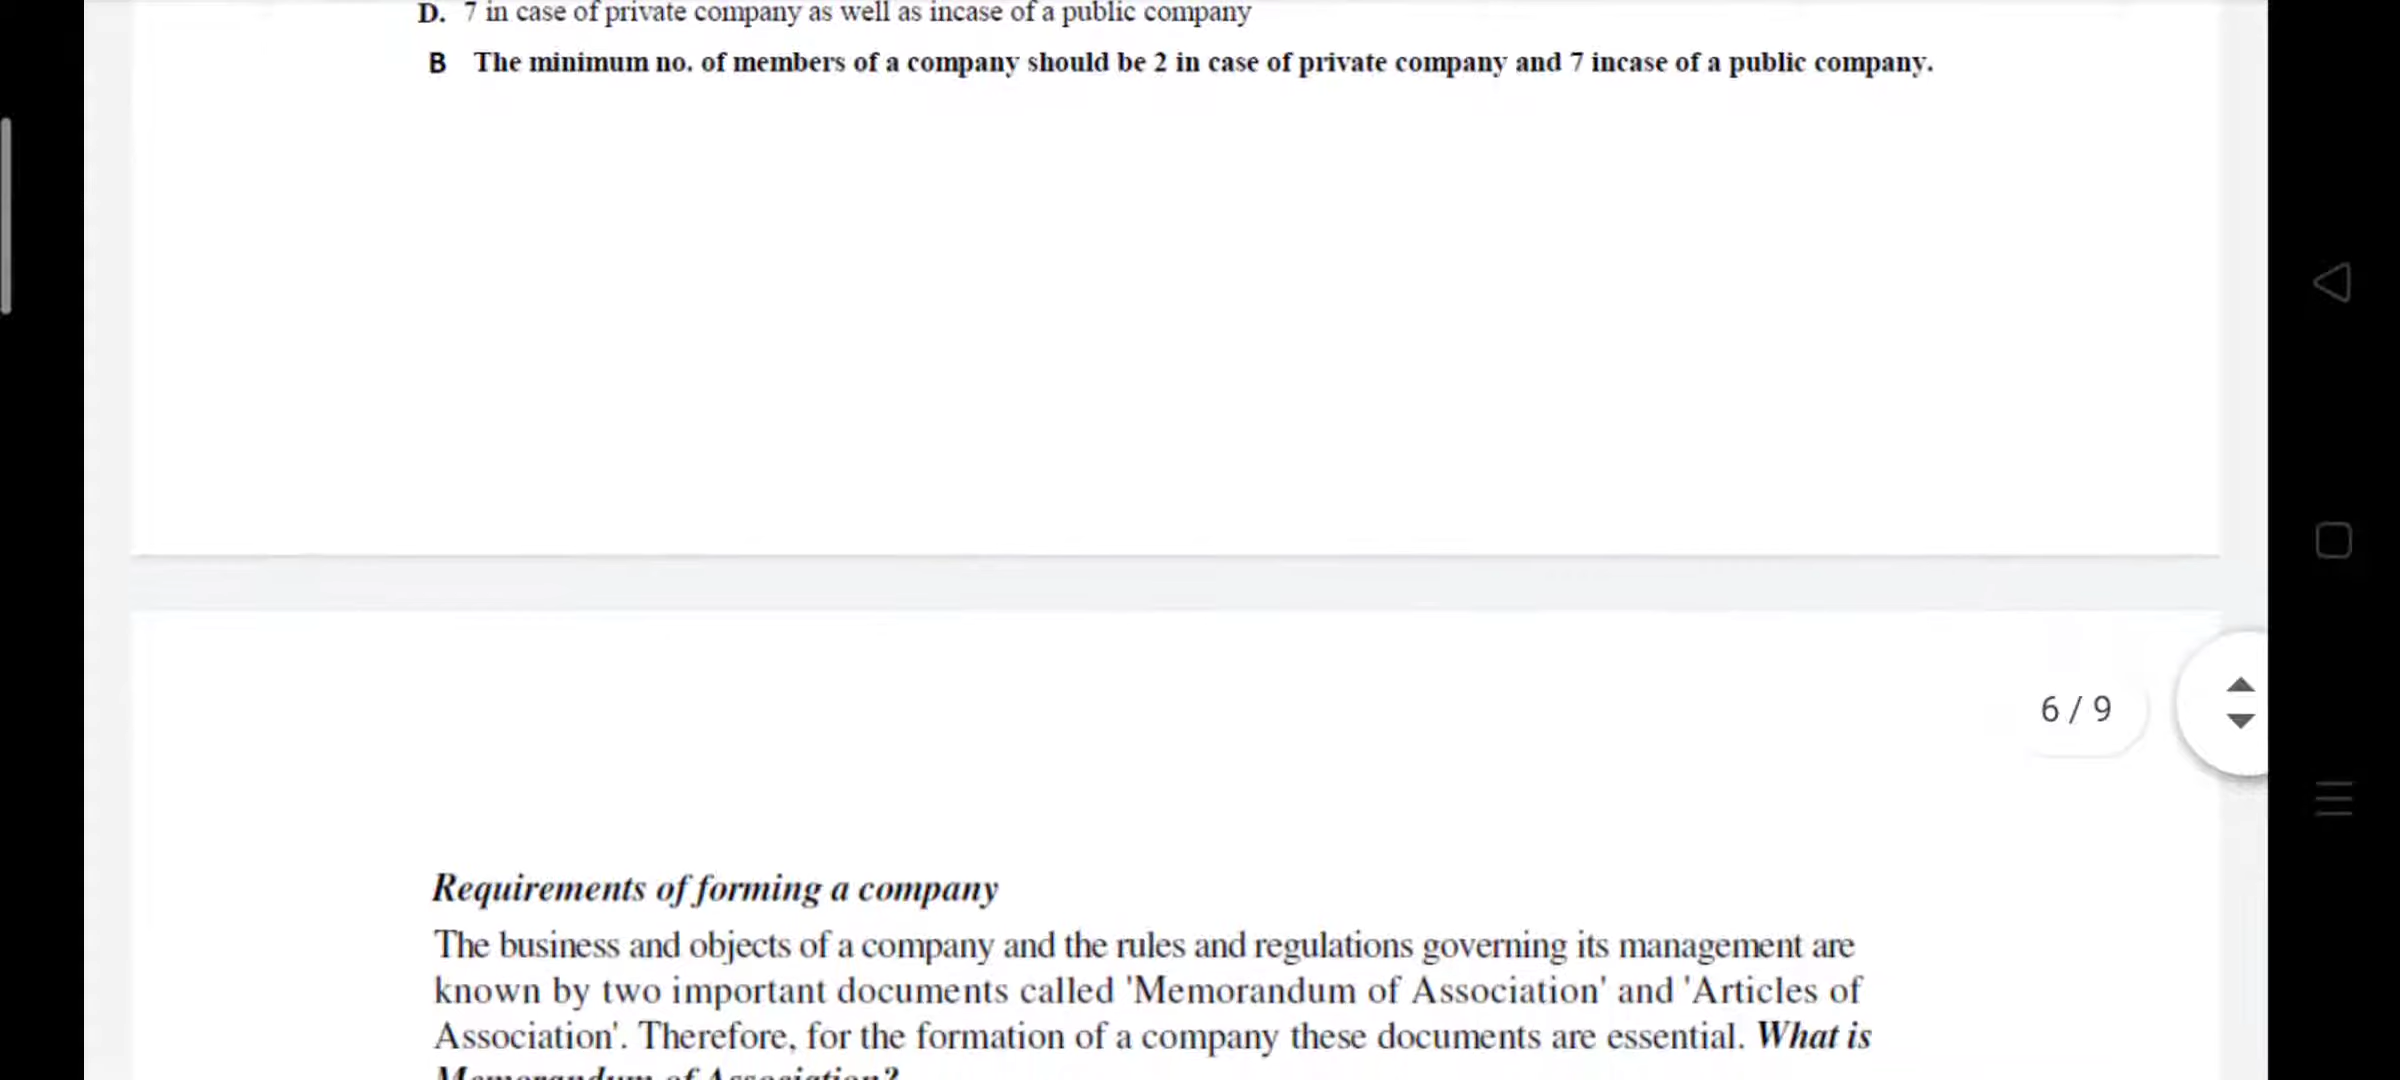 D. 7 in case of private company as well as incase of a public company
B The minimum no. of members of a company should be 2 in case of private company and 7 incase of a public company.
6 / 9
Requirements of forming a company
The business and objects of a company and the rules and regulations governing its management are
known by two important documents called 'Memorandum of Association' and 'Articles of
Association'. Therefore, for the formation of a company these documents are essential. What is
Memorandum of Association?